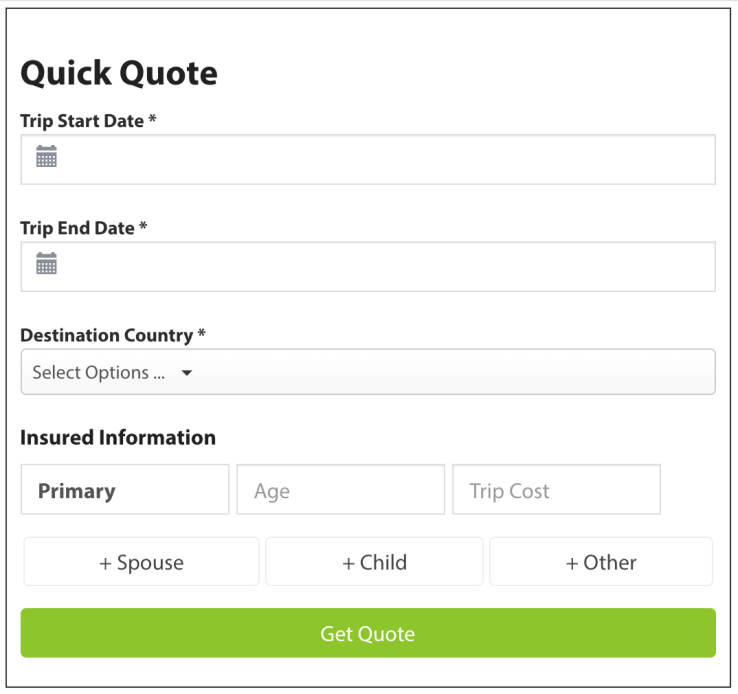 Quick Quote
Trip Start Date *
Trip End Date *
Destination Country *
Select Options ...
Insured Information
Primary Age Trip Cost
+ Spouse + Child + Other
Get Quote